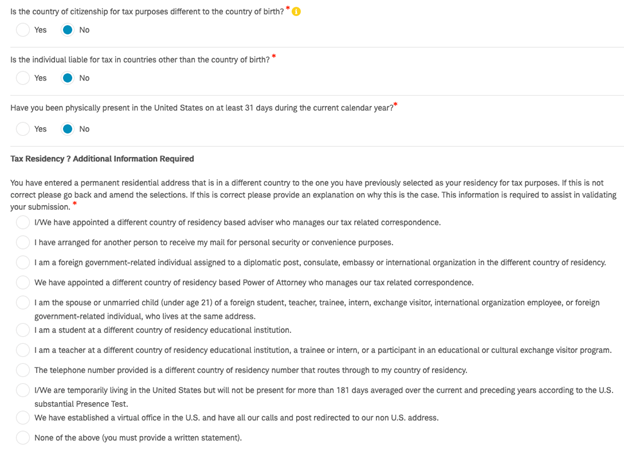 Is the country of citizenship for tax purposes different to the country of birth? *
Yes No
Is the individual liable for tax in countries other than the country of birth? *
Yes No
Have you been physically present in the United States on at least 31 days during the current calendar year?*
Yes No
Tax Residency ? Additional Information Required
You have entered a permanent residential address that is in a different country to the one you have previously selected as your residency for tax purposes. If this is not
correct please go back and amend the selections. If this is correct please provide an explanation on why this is the case. This information is required to assist in validating
your submission. *
I/We have appointed a different country of residency based adviser who manages our tax related correspondence.
I have arranged for another person to receive my mail for personal security or convenience purposes.
I am a foreign government-related individual assigned to a diplomatic post, consulate, embassy or international organization in the different country of residency.
We have appointed a different country of residency based Power of Attorney who manages our tax related correspondence.
I am the spouse or unmarried child (under age 21) of a foreign student, teacher, trainee, intern, exchange visitor, international organization employee, or foreign
government-related individual, who lives at the same address.
I am a student at a different country of residency educational institution.
I am a teacher at a different country of residency educational institution, a trainee or intern, or a participant in an educational or cultural exchange visitor program.
The telephone number provided is a different country of residency number that routes through to my country of residency.
I/We are temporarily living in the United States but will not be present for more than 181 days averaged over the current and preceding years according to the U.S.
substantial Presence Test.
We have established a virtual office in the U.S. and have all our calls and post redirected to our non U.S. address.
None of the above (you must provide a written statement).